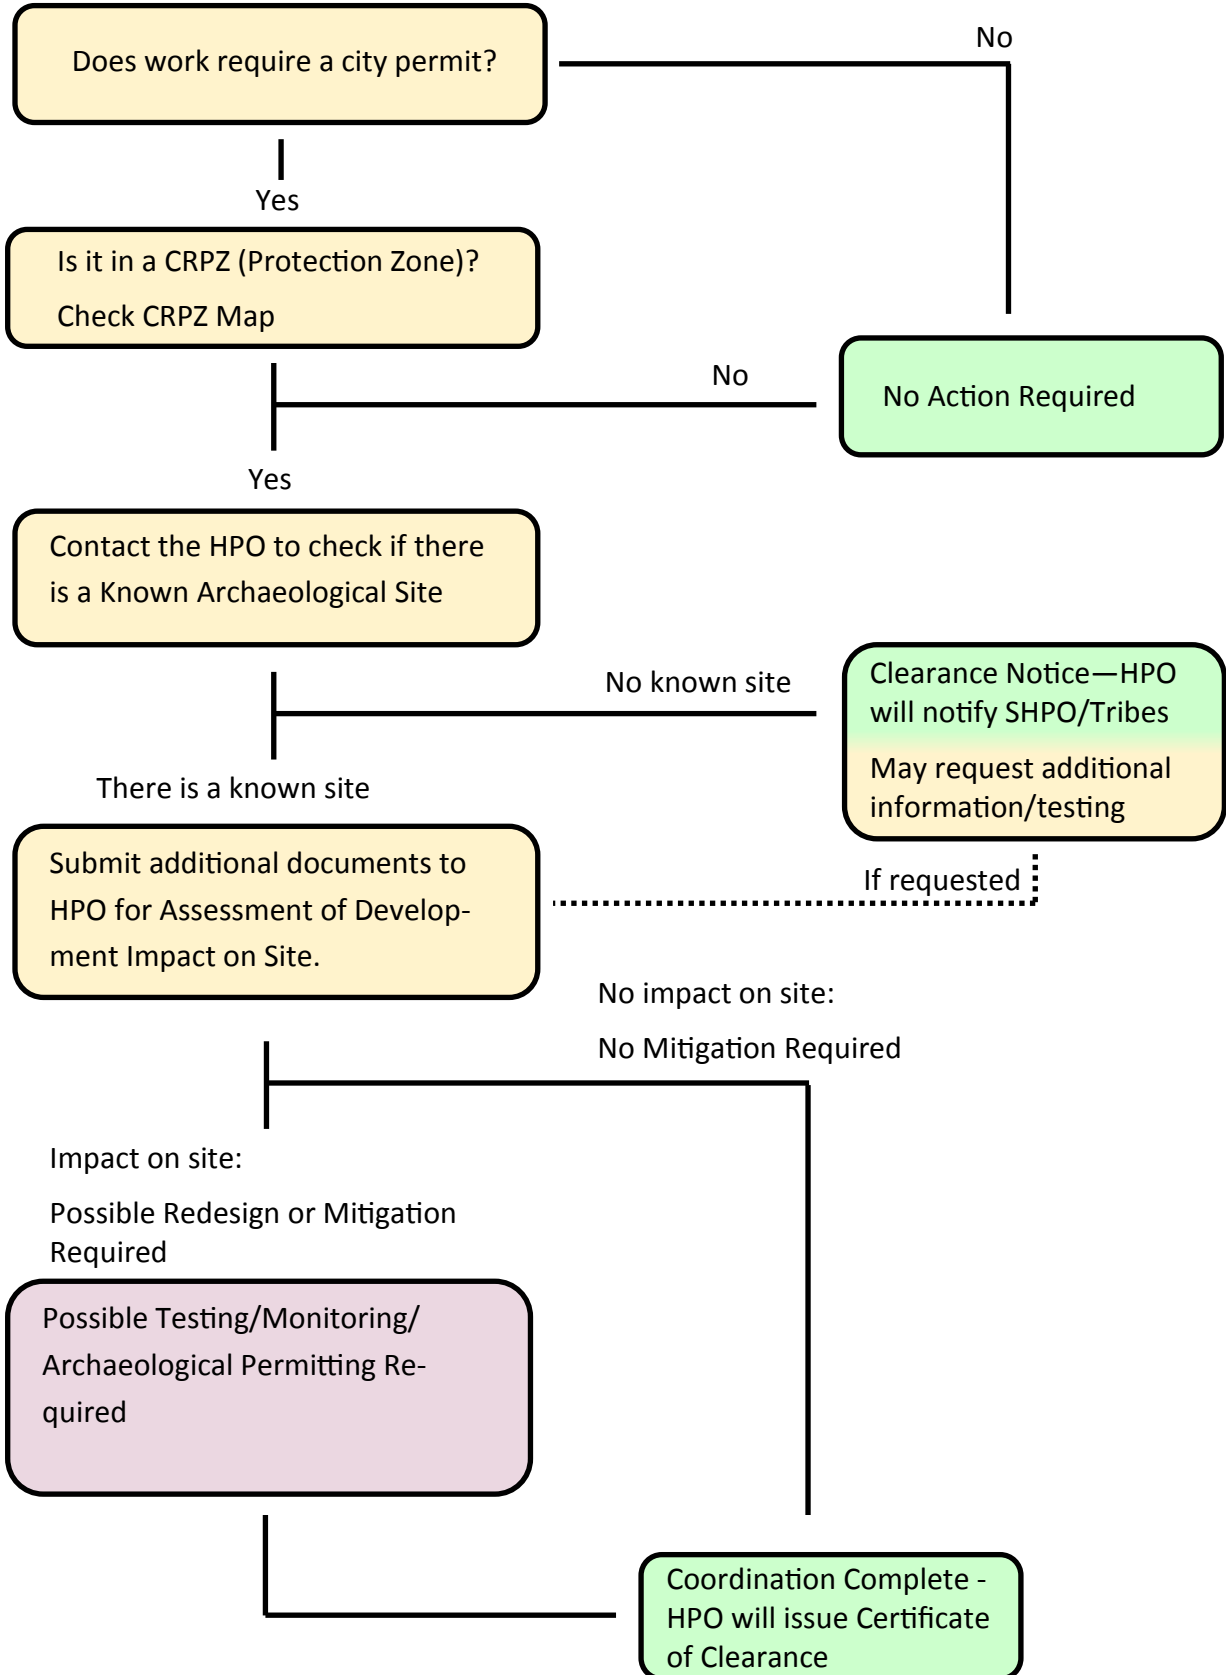 Does work require a city permit?
No
Yes
Is it in a CRPZ (Protection Zone)?
Check CRPZ Map
No
No Action Required
Yes
Contact the HPO to check if there
is a Known Archaeological Site
No known site
Clearance Notice—HPO
will notify SHPO/Tribes
May request additional
information/testing
There is a known site
Submit additional documents to
HPO for Assessment of Develop-
ment Impact on Site.
If requested
No impact on site:
No Mitigation Required
Impact on site:
Possible Redesign or Mitigation
Required
Possible Testing/Monitoring/
Archaeological Permitting Re-
quired
Coordination Complete -
HPO will issue Certificate
of Clearance